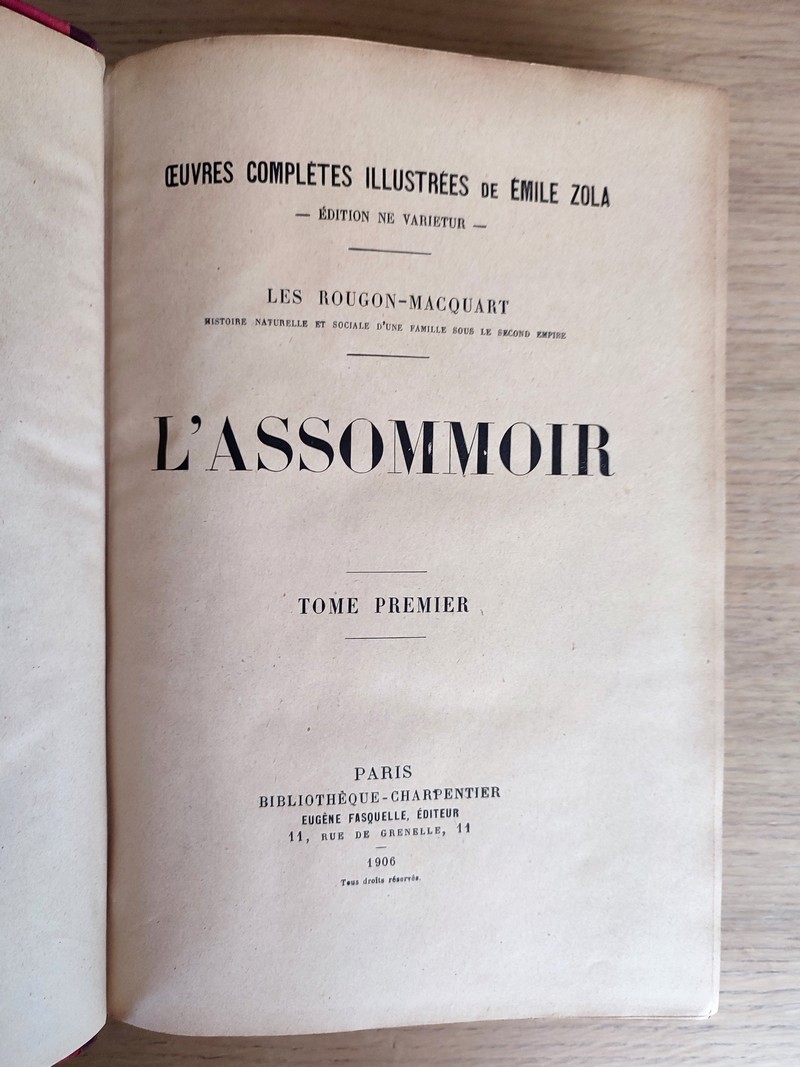 ŒUVRES COMPLÈTES ILLUSTRÉES DE ÉMILE ZOLA
— ÉDITION NE VARIETUR —
LES ROUGON-MACQUART
HISTOIRE NATURELLE ET SOCIALE D'UNE FAMILLE SOUS LE SECOND EMPIRE
L'ASSOMMOIR
TOME PREMIER
PARIS
BIBLIOTHÈQUE-CHARPENTIER
EUGÈNE FASQUELLE, ÉDITEUR
11, RUE DE GRENELLE, 11
1906
Tous droits réservés.